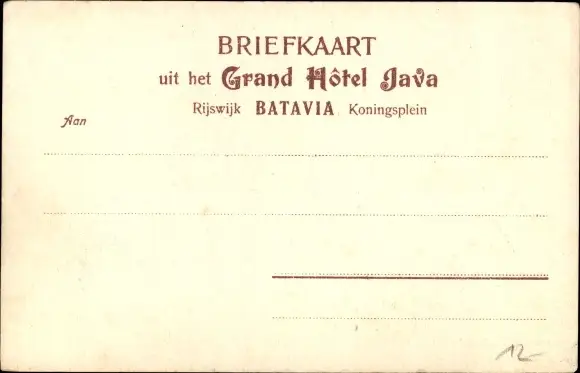 BRIEFKAART
uit het Grand Hôtel Java
Rijswijk BATAVIA Koningsplein
Aan
12